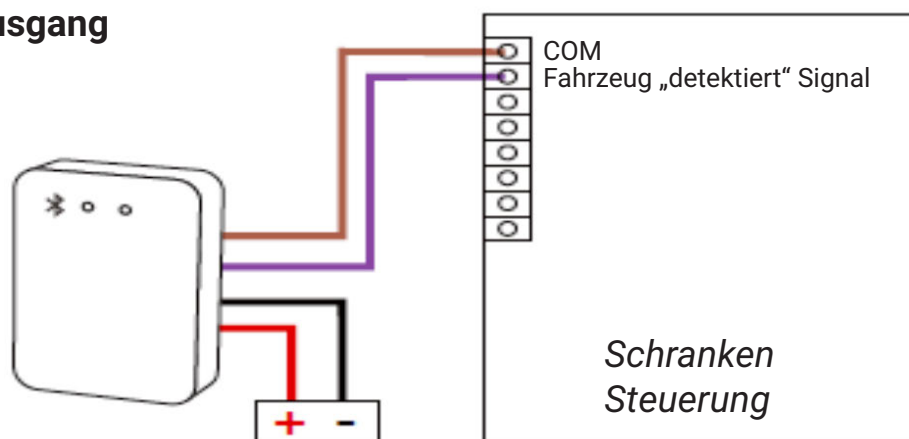 usgang
COM
Fahrzeug „detektiert“ Signal
Schranken
Steuerung
+ -